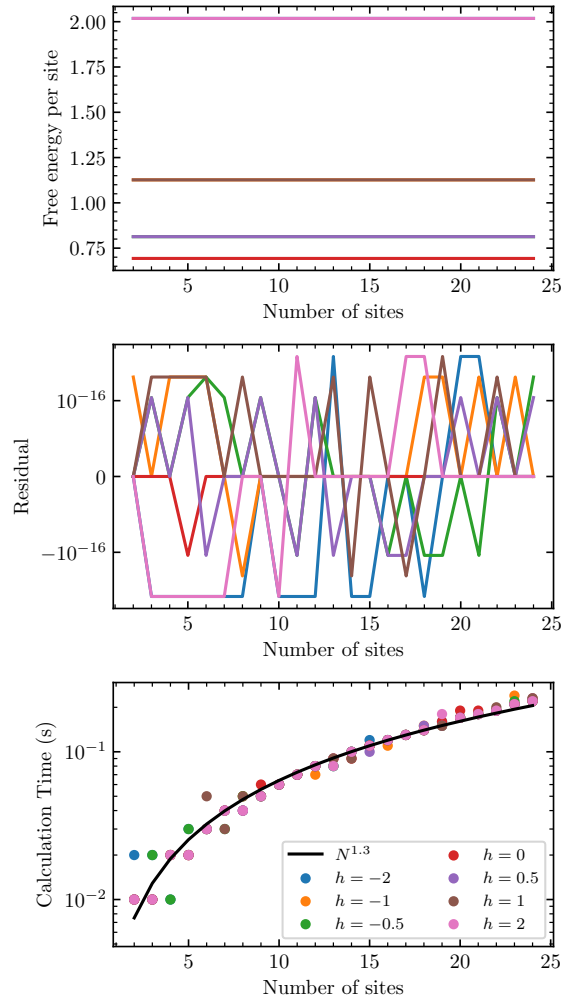 2.00
1.75
1.50
1.25
1.00
0.75
Free energy per site
5 10 15 20 25
Number of sites
10^{-16}
0
−10^{-16}
Residual
5 10 15 20 25
Number of sites
10^{-1}
10^{-2}
Calculation Time (s)
N^{1.3}
h = −2
h = −1
h = −0.5
h = 0
h = 0.5
h = 1
h = 2
5 10 15 20 25
Number of sites